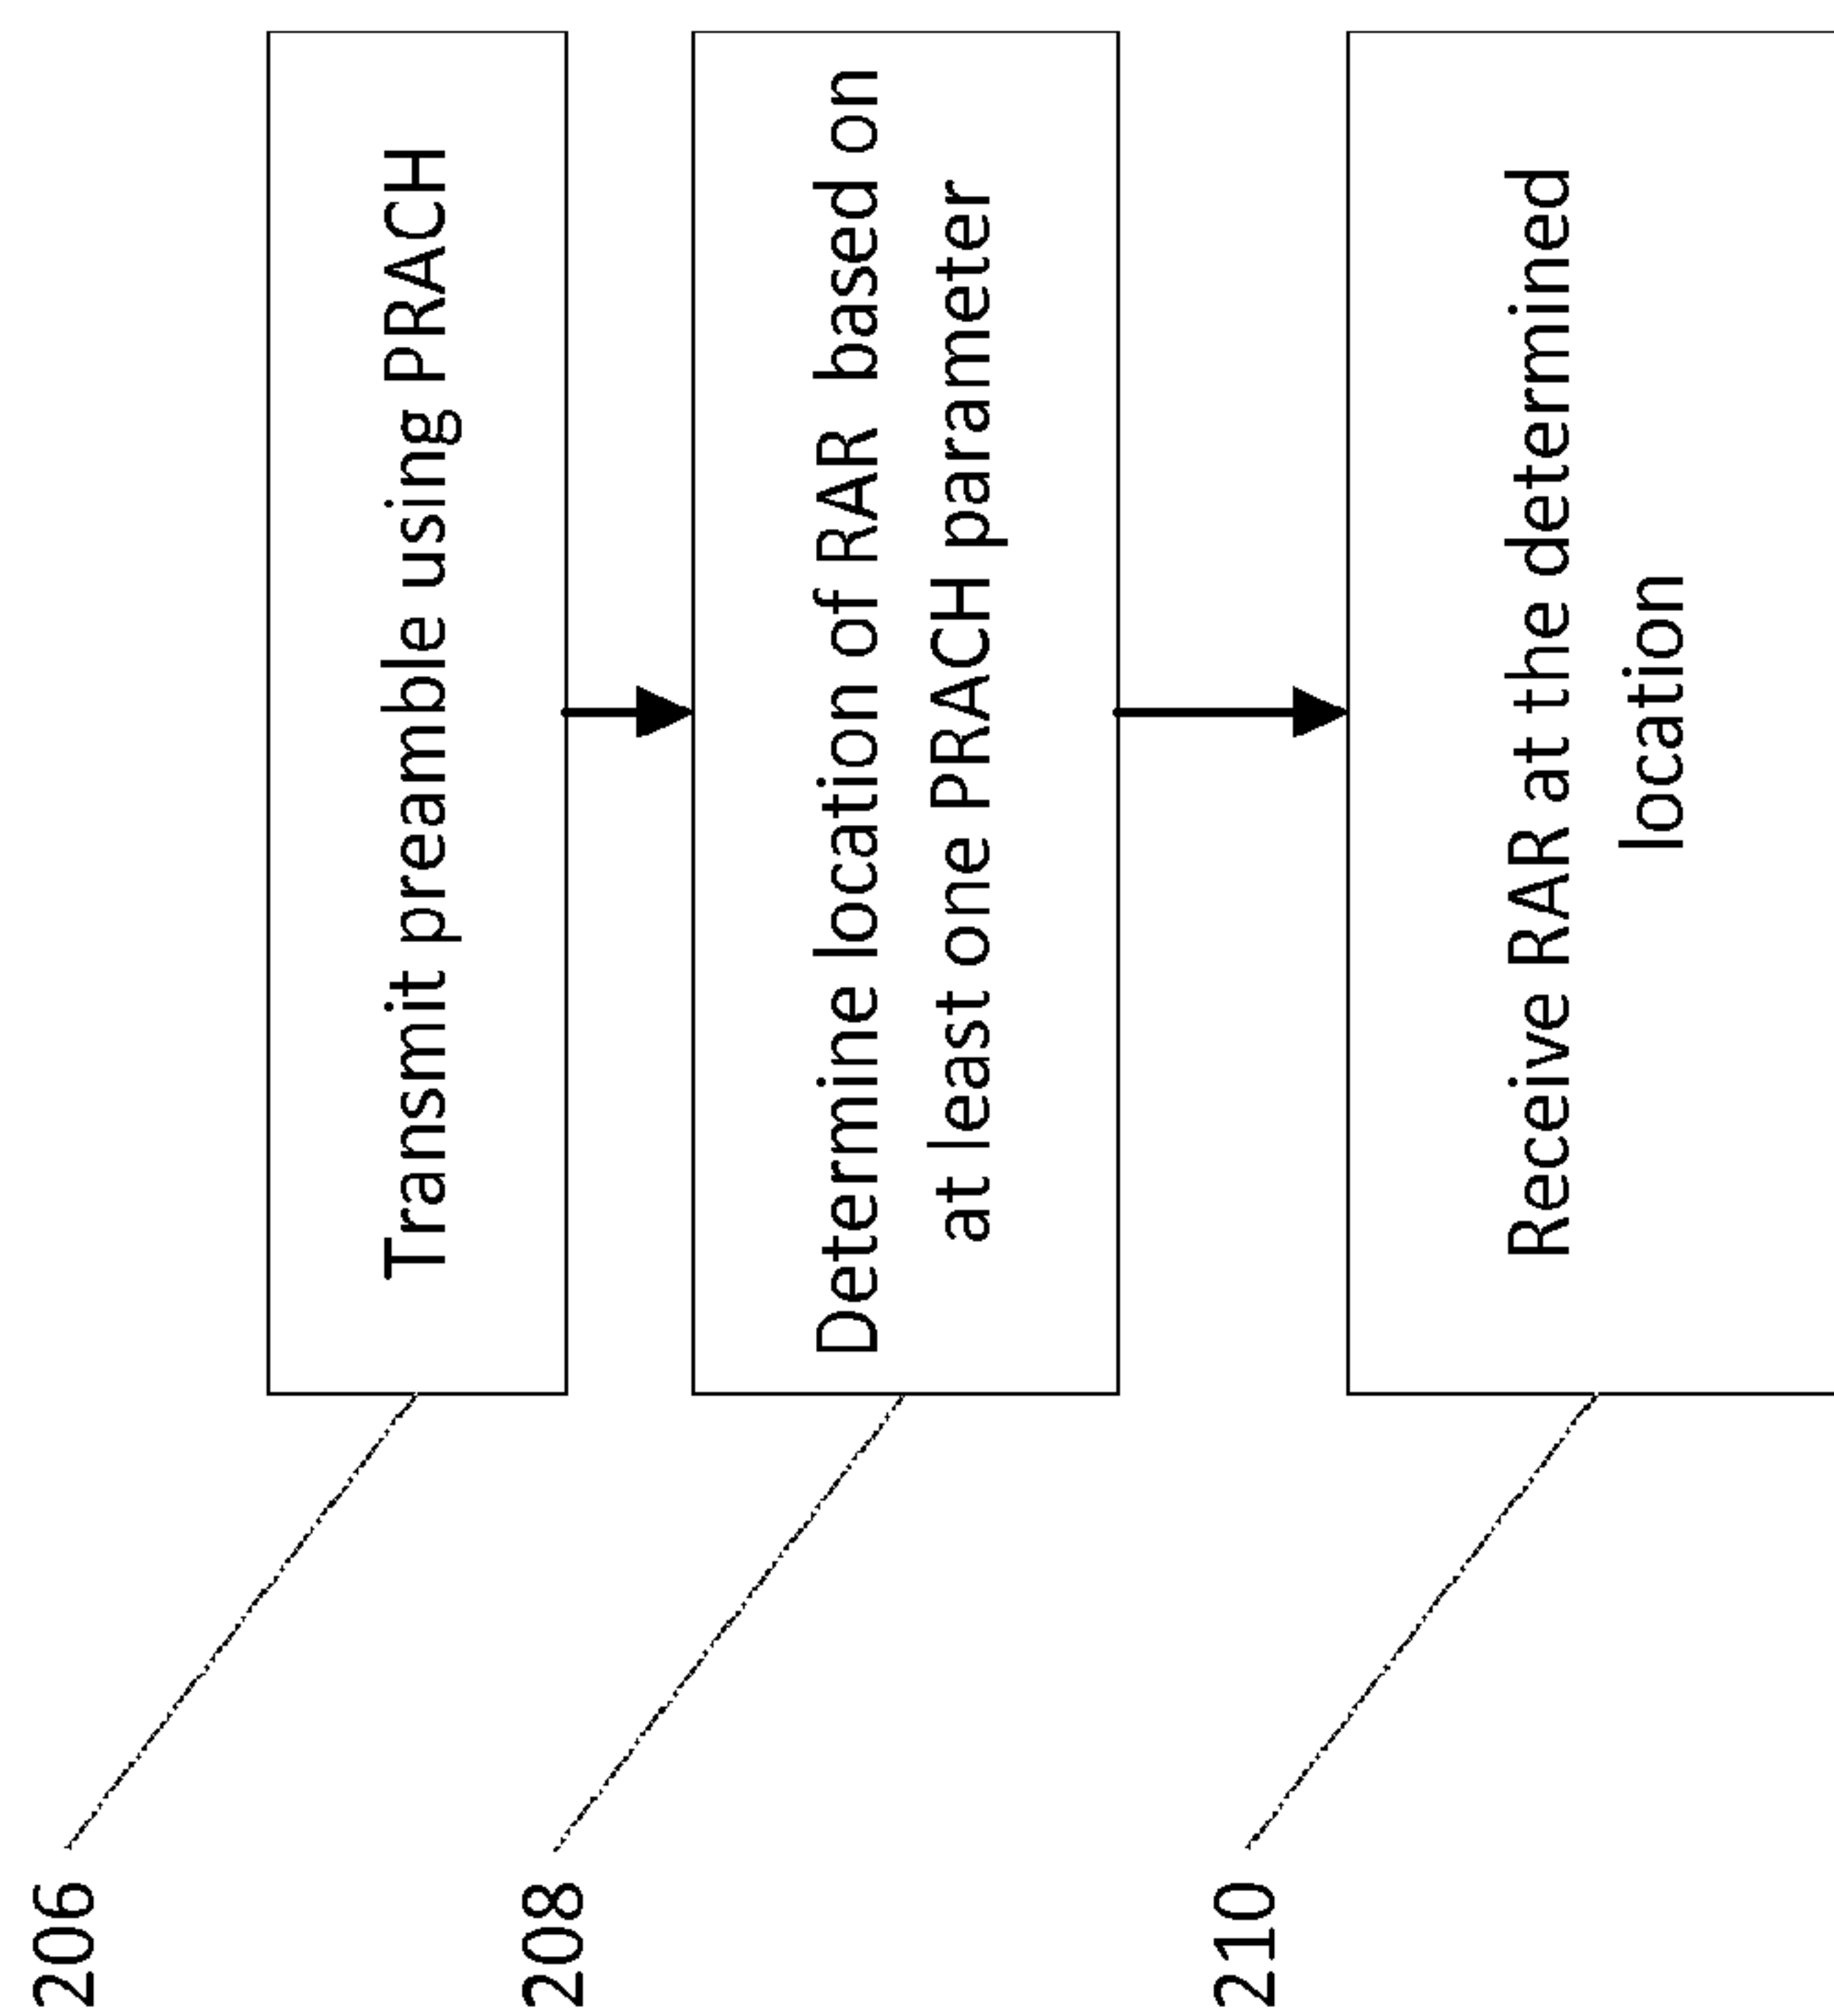 206
Transmit preamble using PRACH
208
Determine location of RAR based on
at least one PRACH parameter
210
Receive RAR at the determined
location